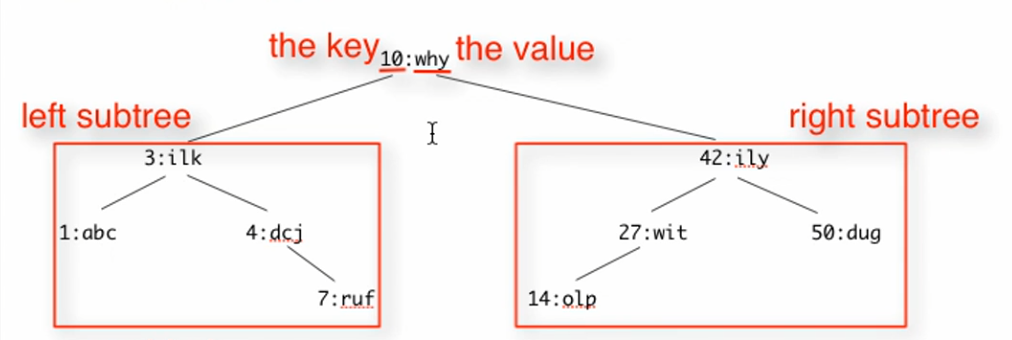 the key 10:why the value
left subtree
right subtree
3:ilk
42:ily
1:abc
4:dcj
27:wit
50:dug
7:ruf
14:olp